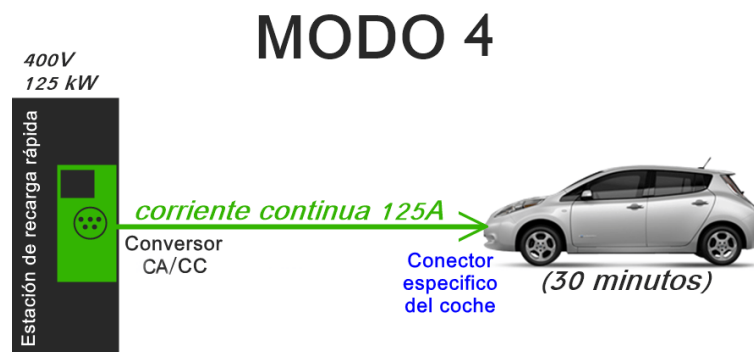 MODO 4
400V
125 kW
Estación de recarga rápida
corriente continua 125A
Conversor
CA/CC
Conector
especifico
del coche
(30 minutos)